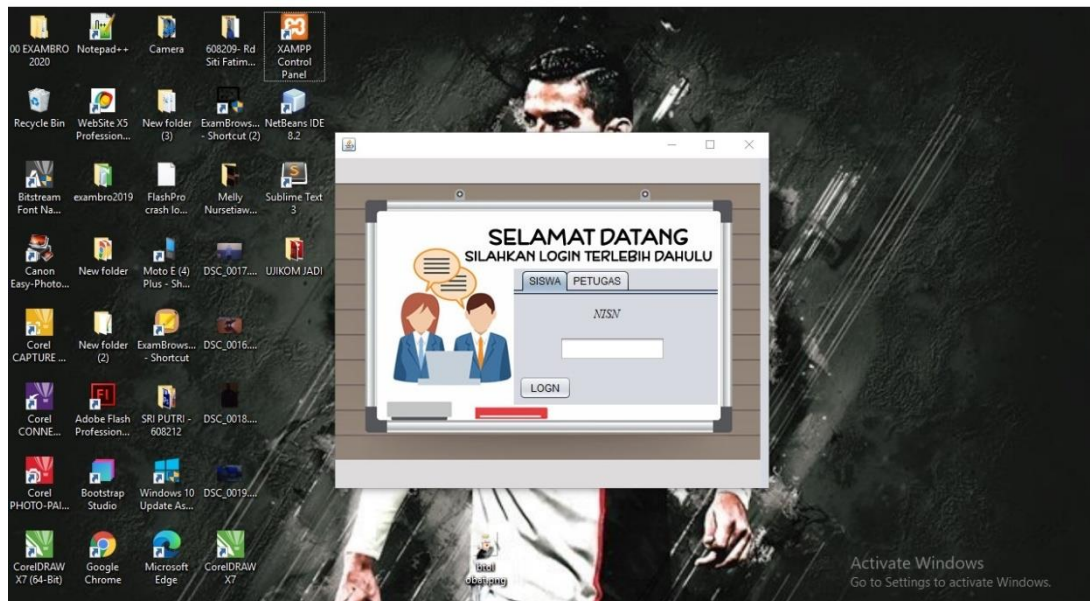 00 EXAMBRO
2020
Notepad++
Camera
608209- Rd
Siti Fatim...
XAMPP
Control
Panel
Recycle Bin
WebSite X5
Profession...
New folder
(3)
ExamBrows...
- Shortcut (2)
NetBeans IDE
8.2
Bitstream
Font Na...
exambro2019
FlashPro
crash lo...
Melly
Nursetiaw...
Sublime Text
3
Canon
Easy-Photo...
New folder
Moto E (4)
Plus - Sh...
DSC_0017....
UJIKOM JADI
Corel
CAPTURE ...
New folder
(2)
ExamBrows...
- Shortcut
DSC_0016....
Corel
CONNE...
Adobe Flash
Profession...
SRI PUTRI -
608212
DSC_0018....
Corel
PHOTO-PAI...
Bootstrap
Studio
Windows 10
Update As...
DSC_0019....
CorelDRAW
X7 (64-Bit)
Google
Chrome
Microsoft
Edge
CorelDRAW
X7
SELAMAT DATANG
SILAHKAN LOGIN TERLEBIH DAHULU
SISWA PETUGAS
NISN
LOGN
Activate Windows
Go to Settings to activate Windows.